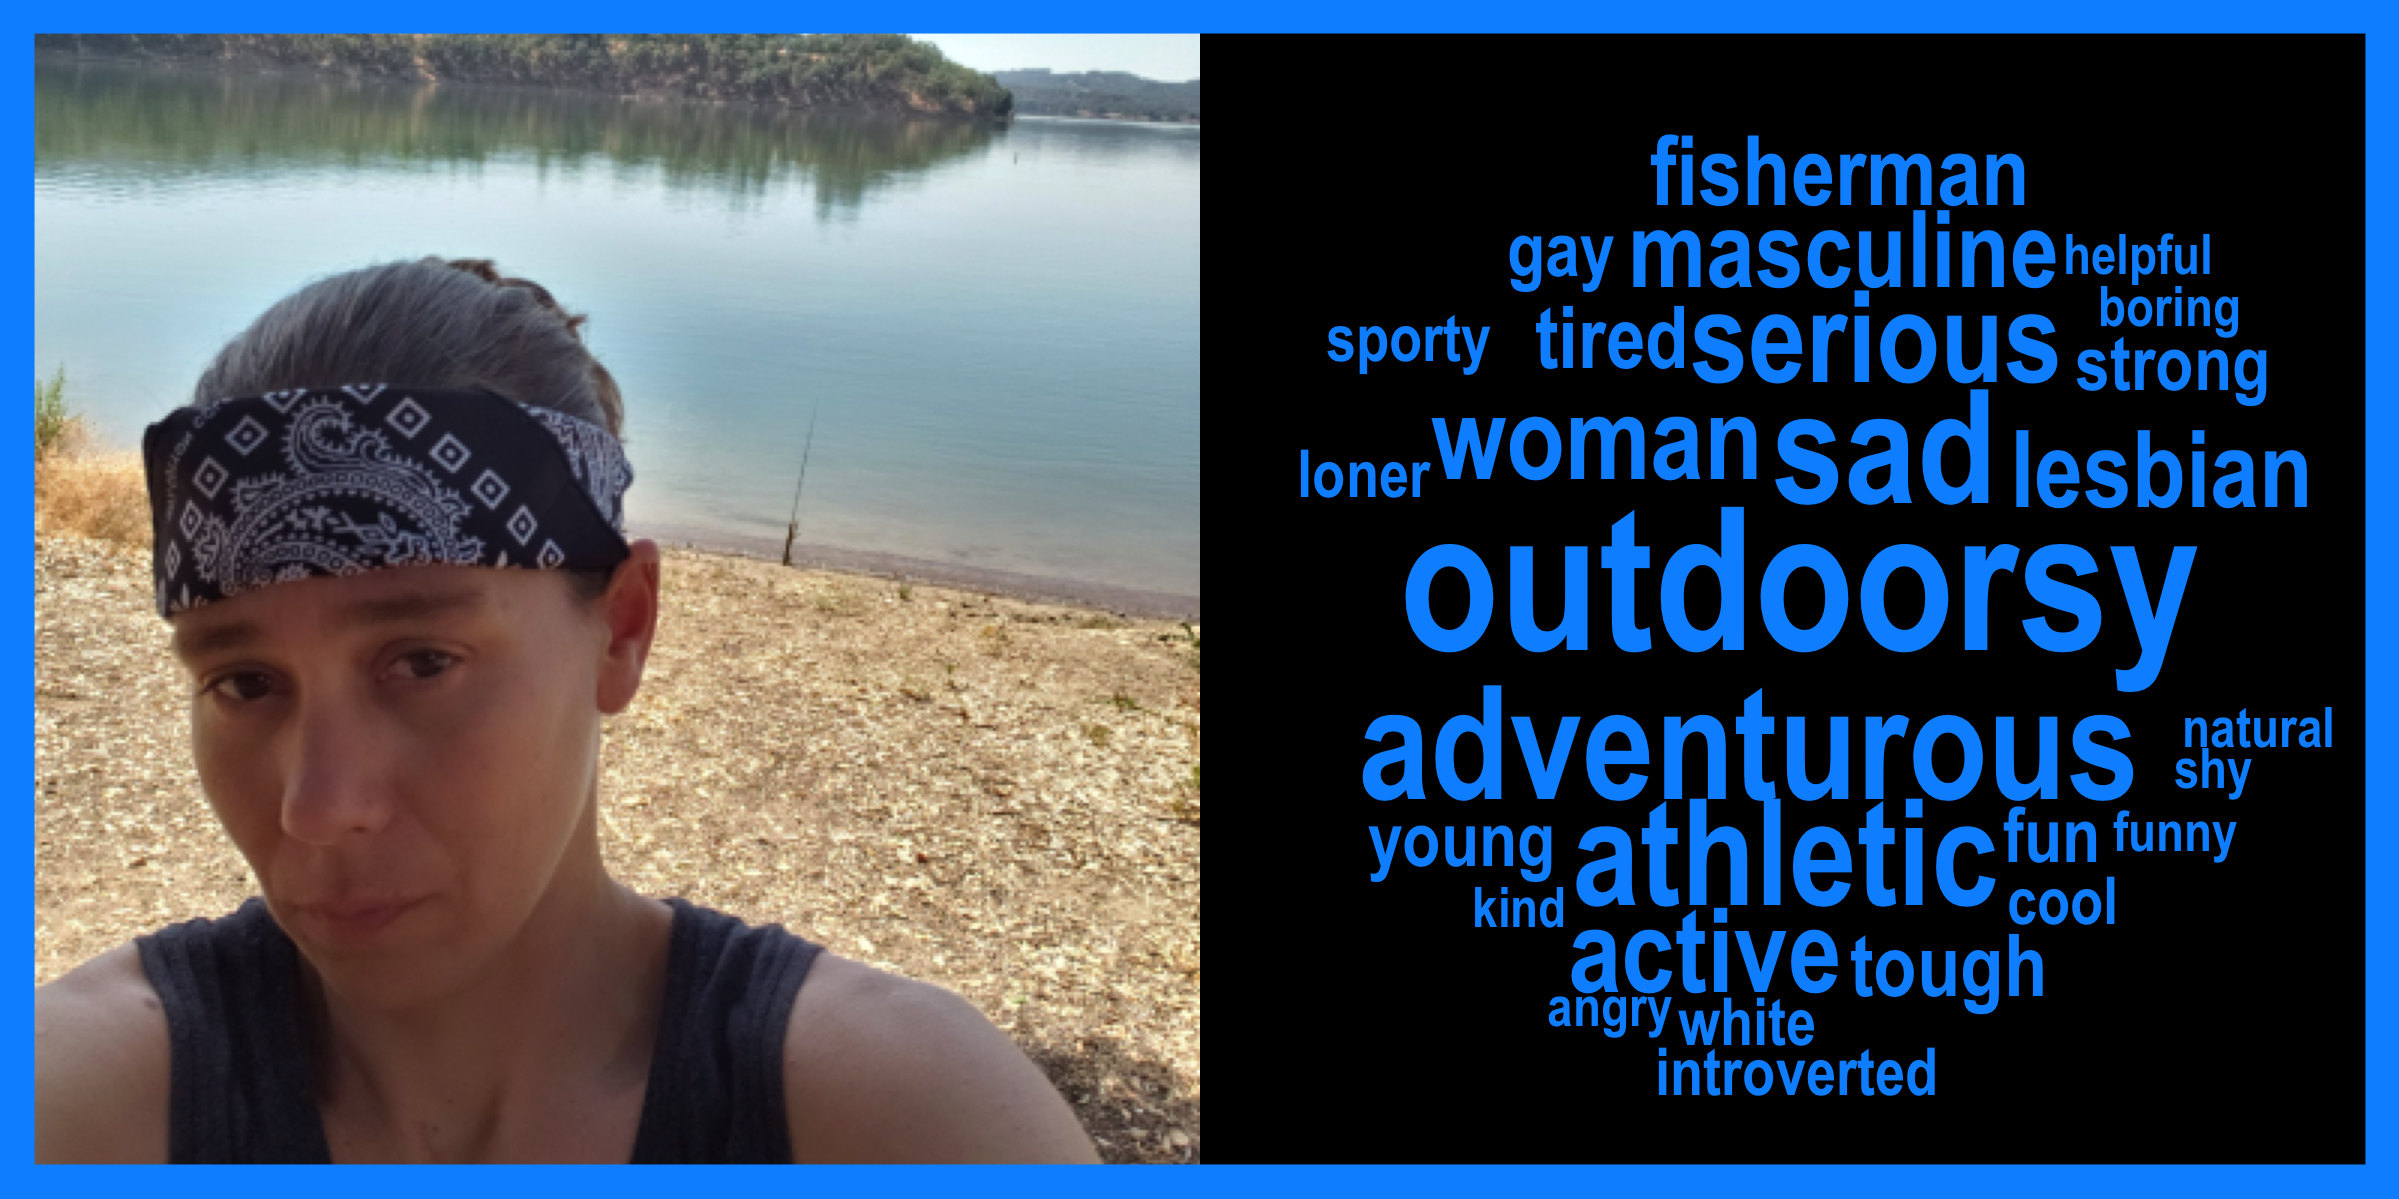 fisherman
gay masculine helpful
boring
sporty tired serious strong
loner woman sad lesbian
outdoorsy
adventurous natural
shy
young athletic fun funny
kind cool
active tough
angry white
introverted